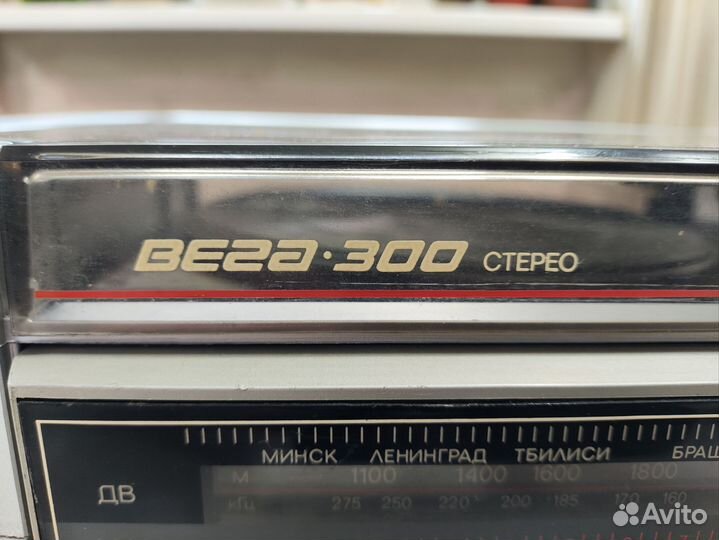 Вега·300 СТЕРЕО
МИНСК ЛЕНИНГРАД ТБИЛИСИ БРАШ
ДВ
М 1100 1400 1600 1800
кГц 275 250 220 200 185 170 160
Avito